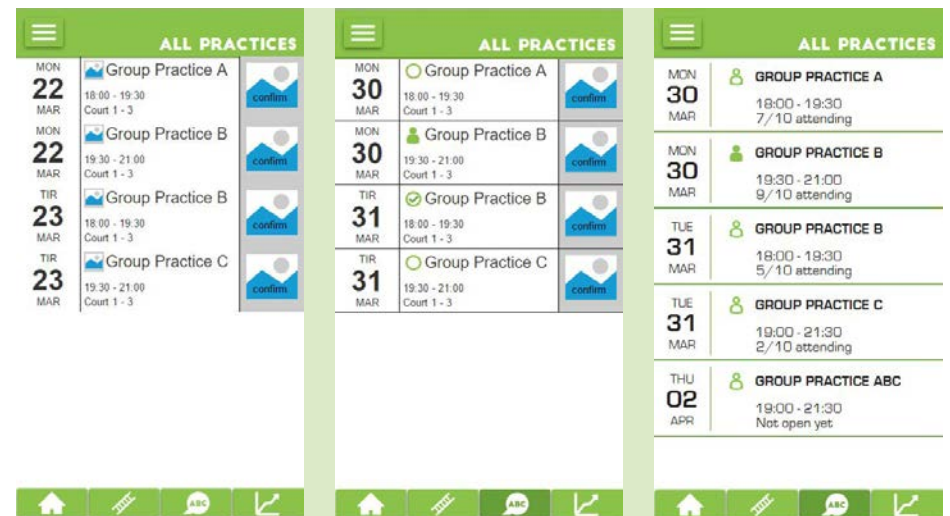 ALL PRACTICES
MON
22
MAR
Group Practice A
18:00 - 19:30
Court 1 - 3
confirm
MON
22
MAR
Group Practice B
19:30 - 21:00
Court 1 - 3
confirm
TIR
23
MAR
Group Practice B
18:00 - 19:30
Court 1 - 3
confirm
TIR
23
MAR
Group Practice C
19:30 - 21:00
Court 1 - 3
confirm
ABC
ALL PRACTICES
MON
30
MAR
Group Practice A
18:00 - 19:30
Court 1 - 3
confirm
MON
30
MAR
Group Practice B
19:30 - 21:00
Court 1 - 3
confirm
TIR
31
MAR
Group Practice B
18:00 - 19:30
Court 1 - 3
confirm
TIR
31
MAR
Group Practice C
19:30 - 21:00
Court 1 - 3
confirm
ABC
ALL PRACTICES
MON
30
MAR
GROUP PRACTICE A
18:00 - 19:30
7/10 attending
MON
30
MAR
GROUP PRACTICE B
19:30 - 21:00
9/10 attending
TUE
31
MAR
GROUP PRACTICE B
18:00 - 19:30
5/10 attending
TUE
31
MAR
GROUP PRACTICE C
19:00 - 21:30
2/10 attending
THU
02
APR
GROUP PRACTICE ABC
19:00 - 21:30
Not open yet
ABC